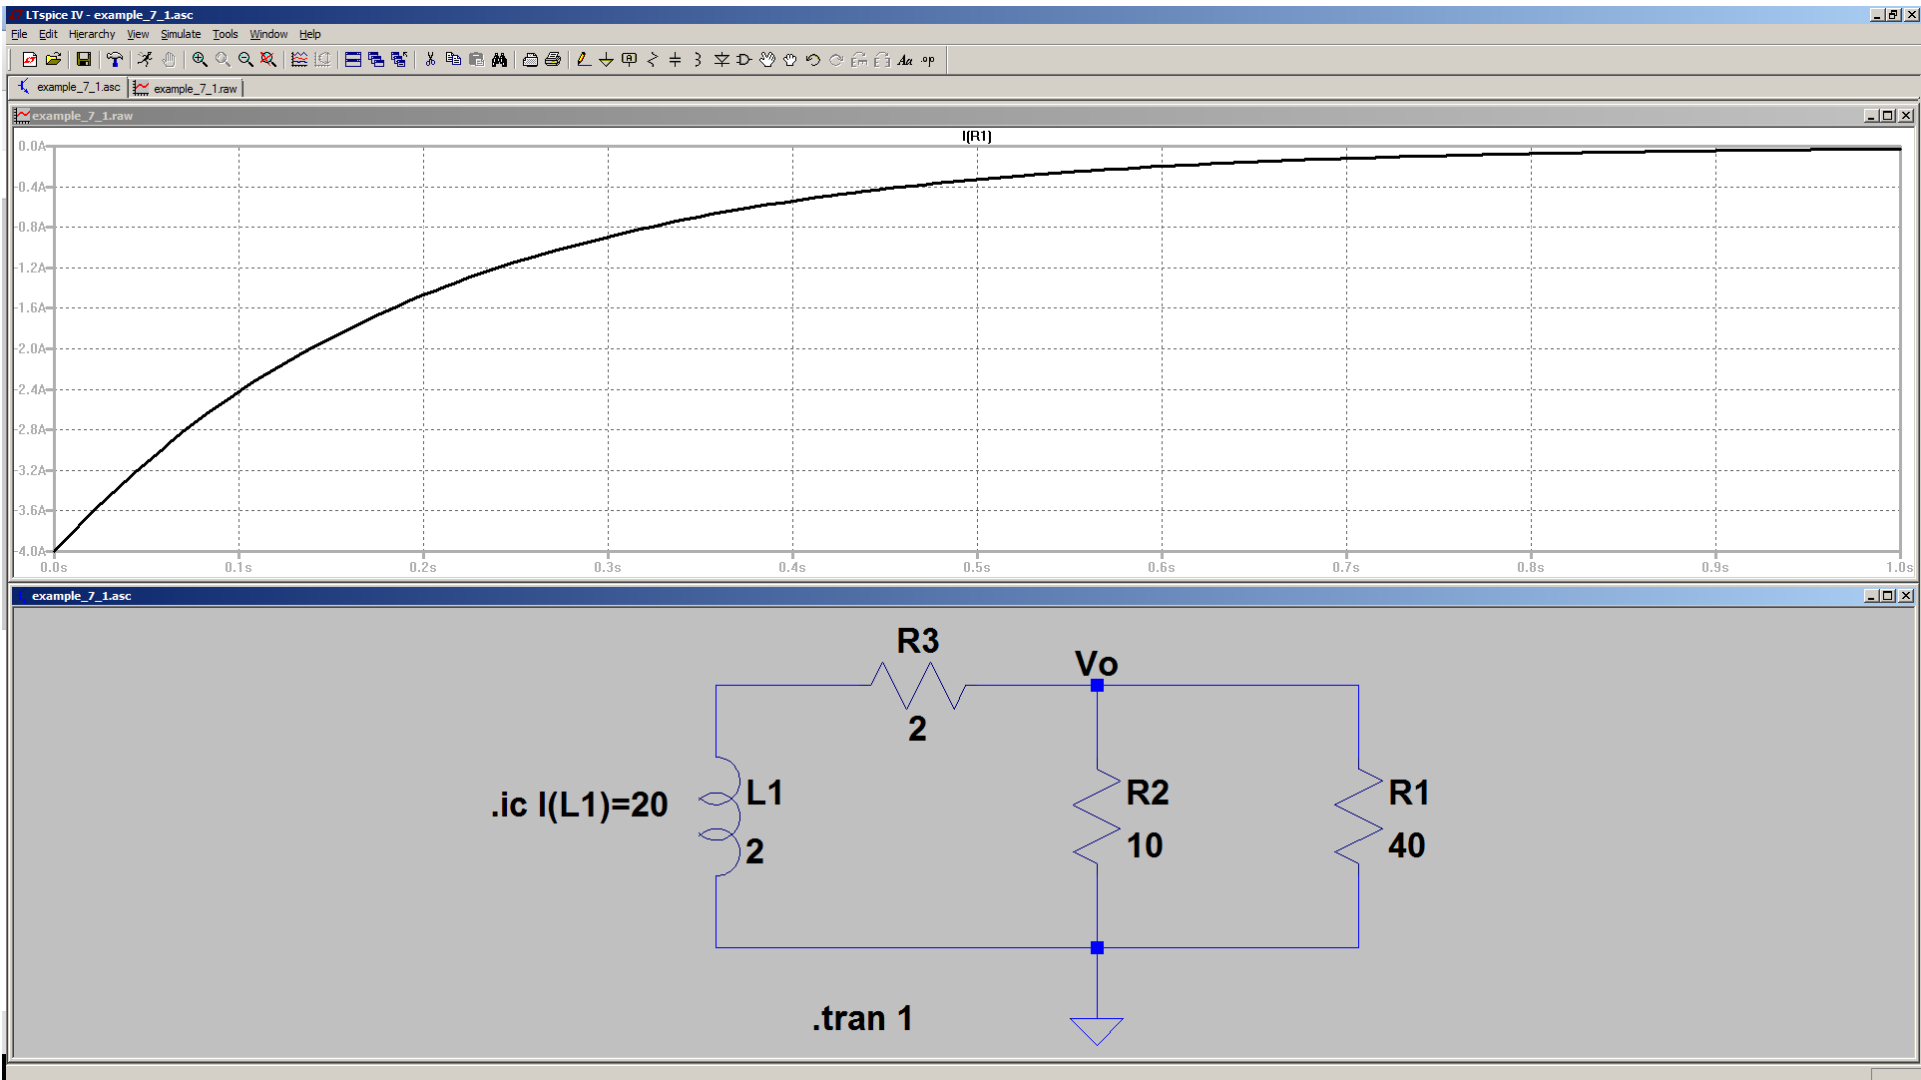 LTspice IV - example_7_1.asc
File Edit Hierarchy View Simulate Tools Window Help
Aa .op
example_7_1.asc example_7_1.raw
example_7_1.raw
I(R1)
0.0A
-0.4A
-0.8A
-1.2A
-1.6A
-2.0A
-2.4A
-2.8A
-3.2A
-3.6A
-4.0A
0.0s 0.1s 0.2s 0.3s 0.4s 0.5s 0.6s 0.7s 0.8s 0.9s 1.0s
example_7_1.asc
R3
2
Vo
.ic I(L1)=20
L1
2
R2
10
R1
40
.tran 1